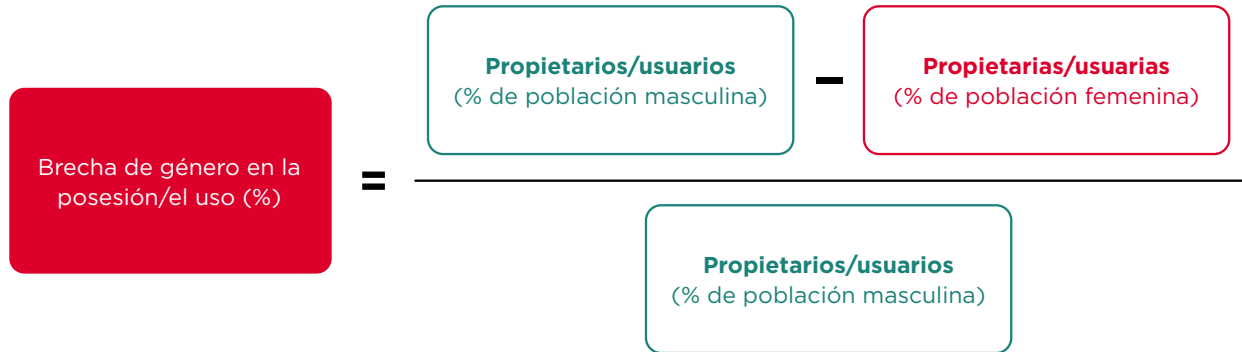 Brecha de género en la
posesión/el uso (%)
=
Propietarios/usuarios
(% de población masculina)
–
Propietarias/usuarias
(% de población femenina)
Propietarios/usuarios
(% de población masculina)